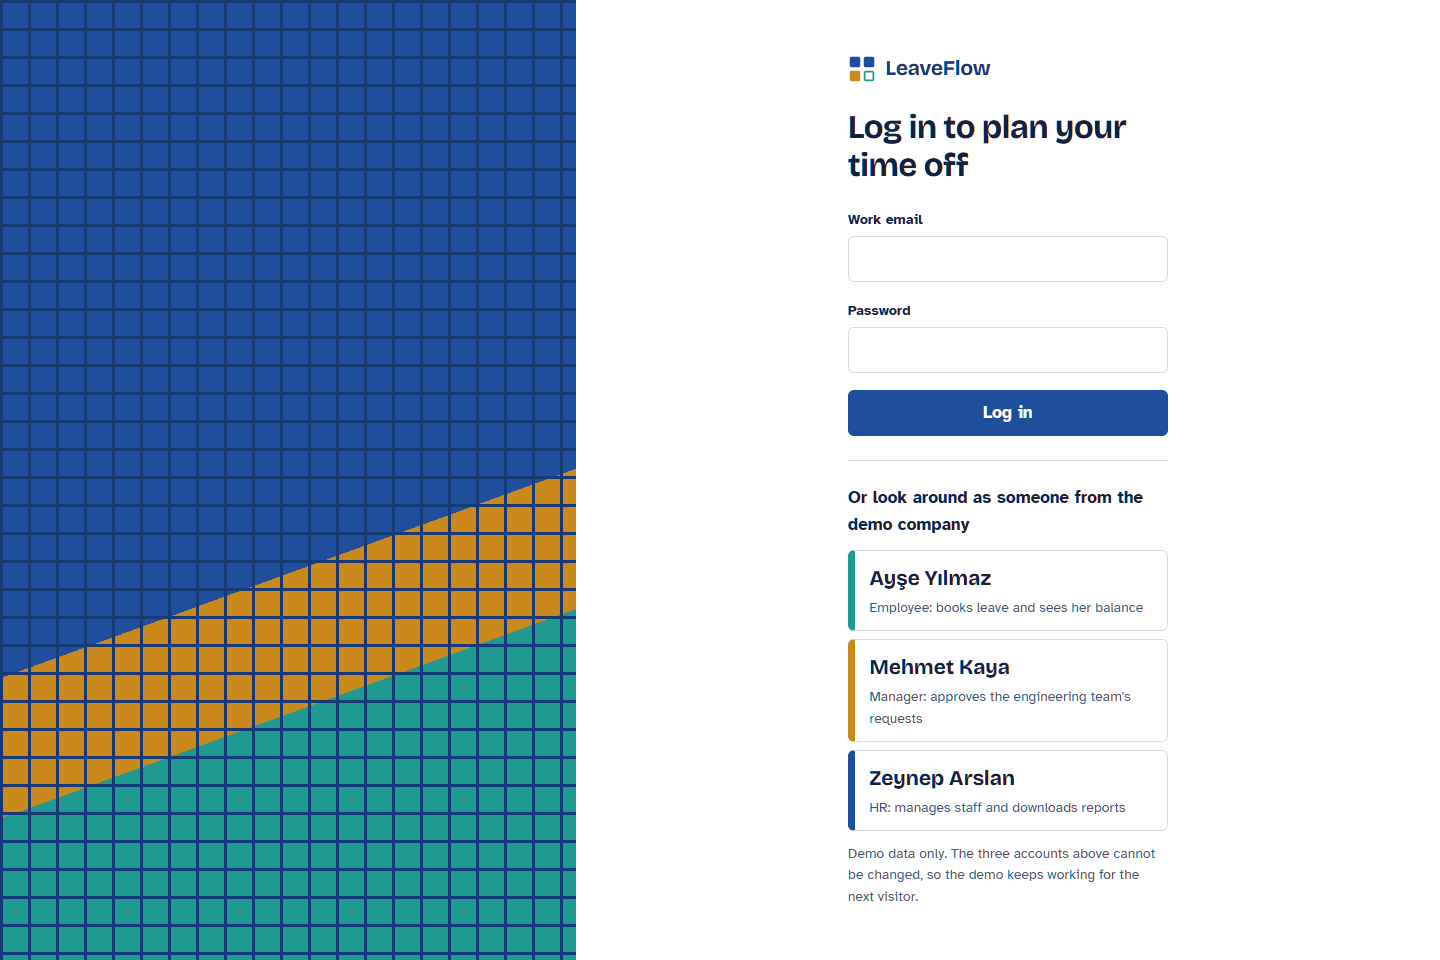 LeaveFlow
Log in to plan your
time off
Work email
Password
Log in
Or look around as someone from the
demo company
Ayşe Yılmaz
Employee: books leave and sees her balance
Mehmet Kaya
Manager: approves the engineering team's
requests
Zeynep Arslan
HR: manages staff and downloads reports
Demo data only. The three accounts above cannot
be changed, so the demo keeps working for the
next visitor.